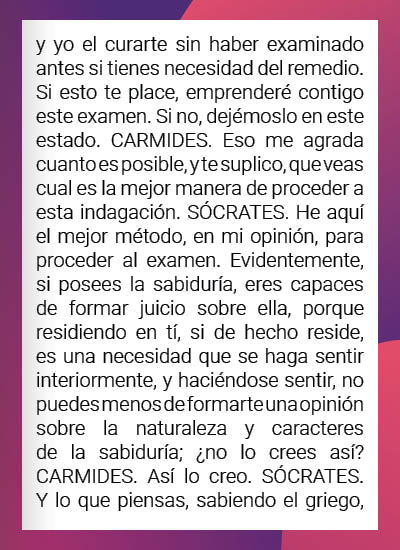 y yo el curarte sin haber examinado
antes si tienes necesidad del remedio.
Si esto te place, emprenderé contigo
este examen. Si no, dejémoslo en este
estado. CARMIDES. Eso me agrada
cuanto es posible, y te suplico, que veas
cual es la mejor manera de proceder a
esta indagación. SÓCRATES. He aquí
el mejor método, en mi opinión, para
proceder al examen. Evidentemente,
si posees la sabiduría, eres capaces
de formar juicio sobre ella, porque
residiendo en tí, si de hecho reside,
es una necesidad que se haga sentir
interiormente, y haciéndose sentir, no
puedes menos de formarte una opinión
sobre la naturaleza y caracteres
de la sabiduría; ¿no lo crees así?
CARMIDES. Así lo creo. SÓCRATES.
Y lo que piensas, sabiendo el griego,